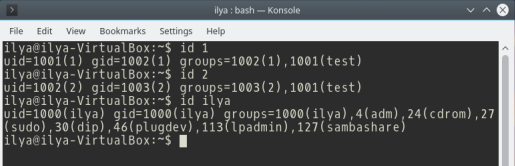 ilya : bash — Konsole
File Edit View Bookmarks Settings Help
ilya@ilya-VirtualBox:~$ id 1
uid=1001(1) gid=1002(1) groups=1002(1),1001(test)
ilya@ilya-VirtualBox:~$ id 2
uid=1002(2) gid=1003(2) groups=1003(2),1001(test)
ilya@ilya-VirtualBox:~$ id ilya
uid=1000(ilya) gid=1000(ilya) groups=1000(ilya),4(adm),24(cdrom),27
(sudo),30(dip),46(plugdev),113(lpadmin),127(sambashare)
ilya@ilya-VirtualBox:~$